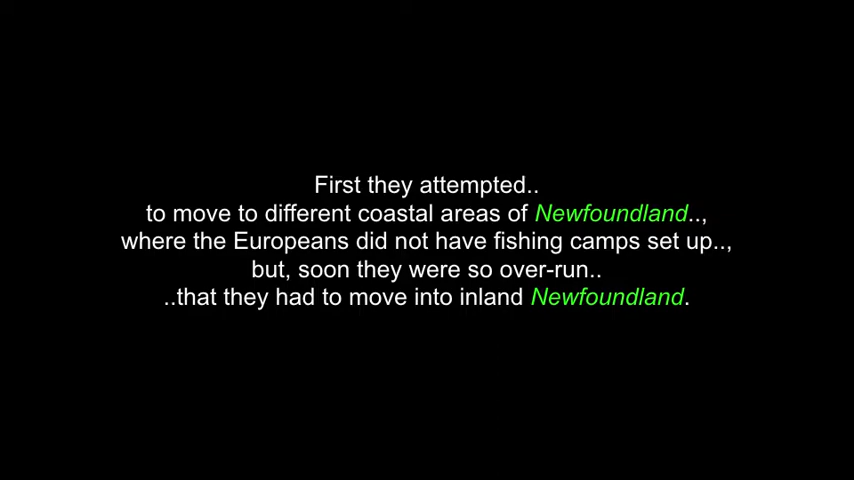 First they attempted..
to move to different coastal areas of Newfoundland..,
where the Europeans did not have fishing camps set up..,
but, soon they were so over-run..
..that they had to move into inland Newfoundland.